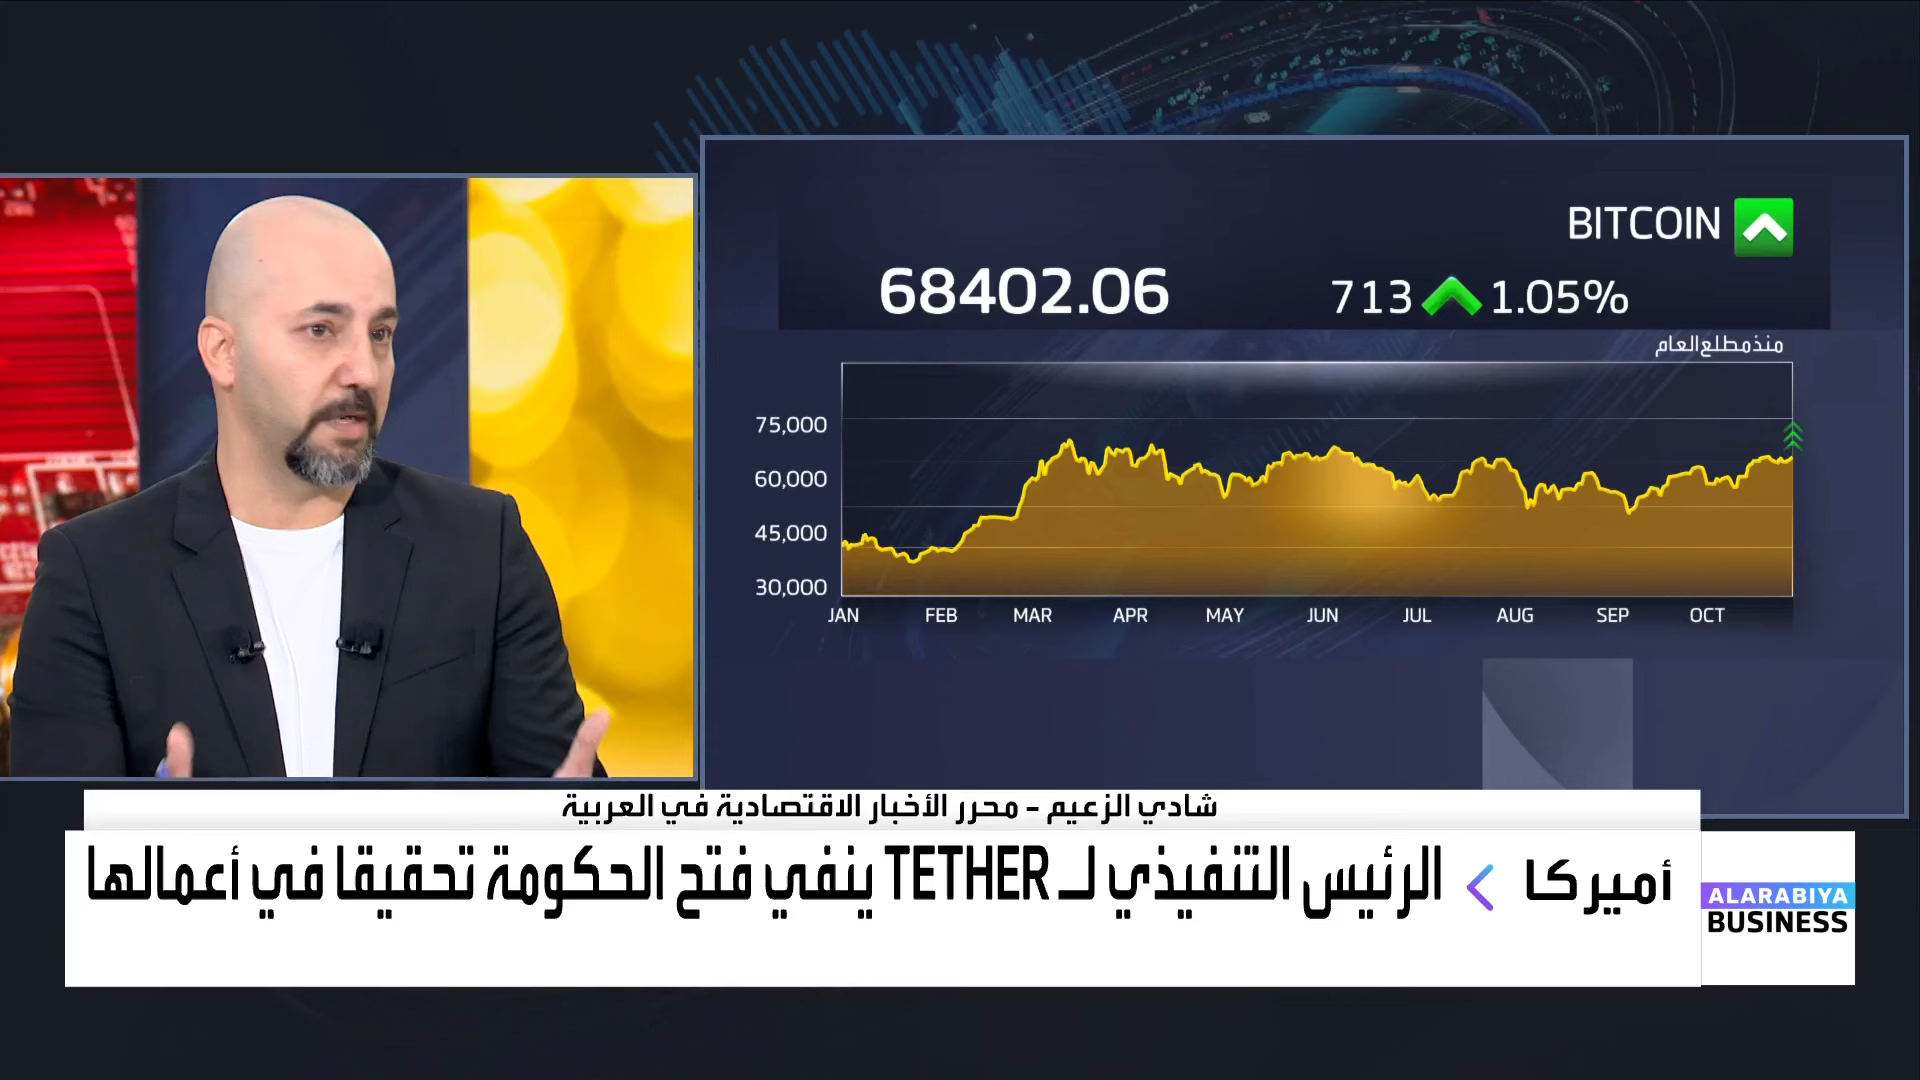 BITCOIN
68402.06 713 1.05%
منذ مطلع العام
75,000
60,000
45,000
30,000
JAN FEB MAR APR MAY JUN JUL AUG SEP OCT
شادي الزعيم - محرر الأخبار الاقتصادية في العربية
أميركا > الرئيس التنفيذي لـ TETHER ينفي فتح الحكومة تحقيقا في أعمالها
ALARABIYA
BUSINESS